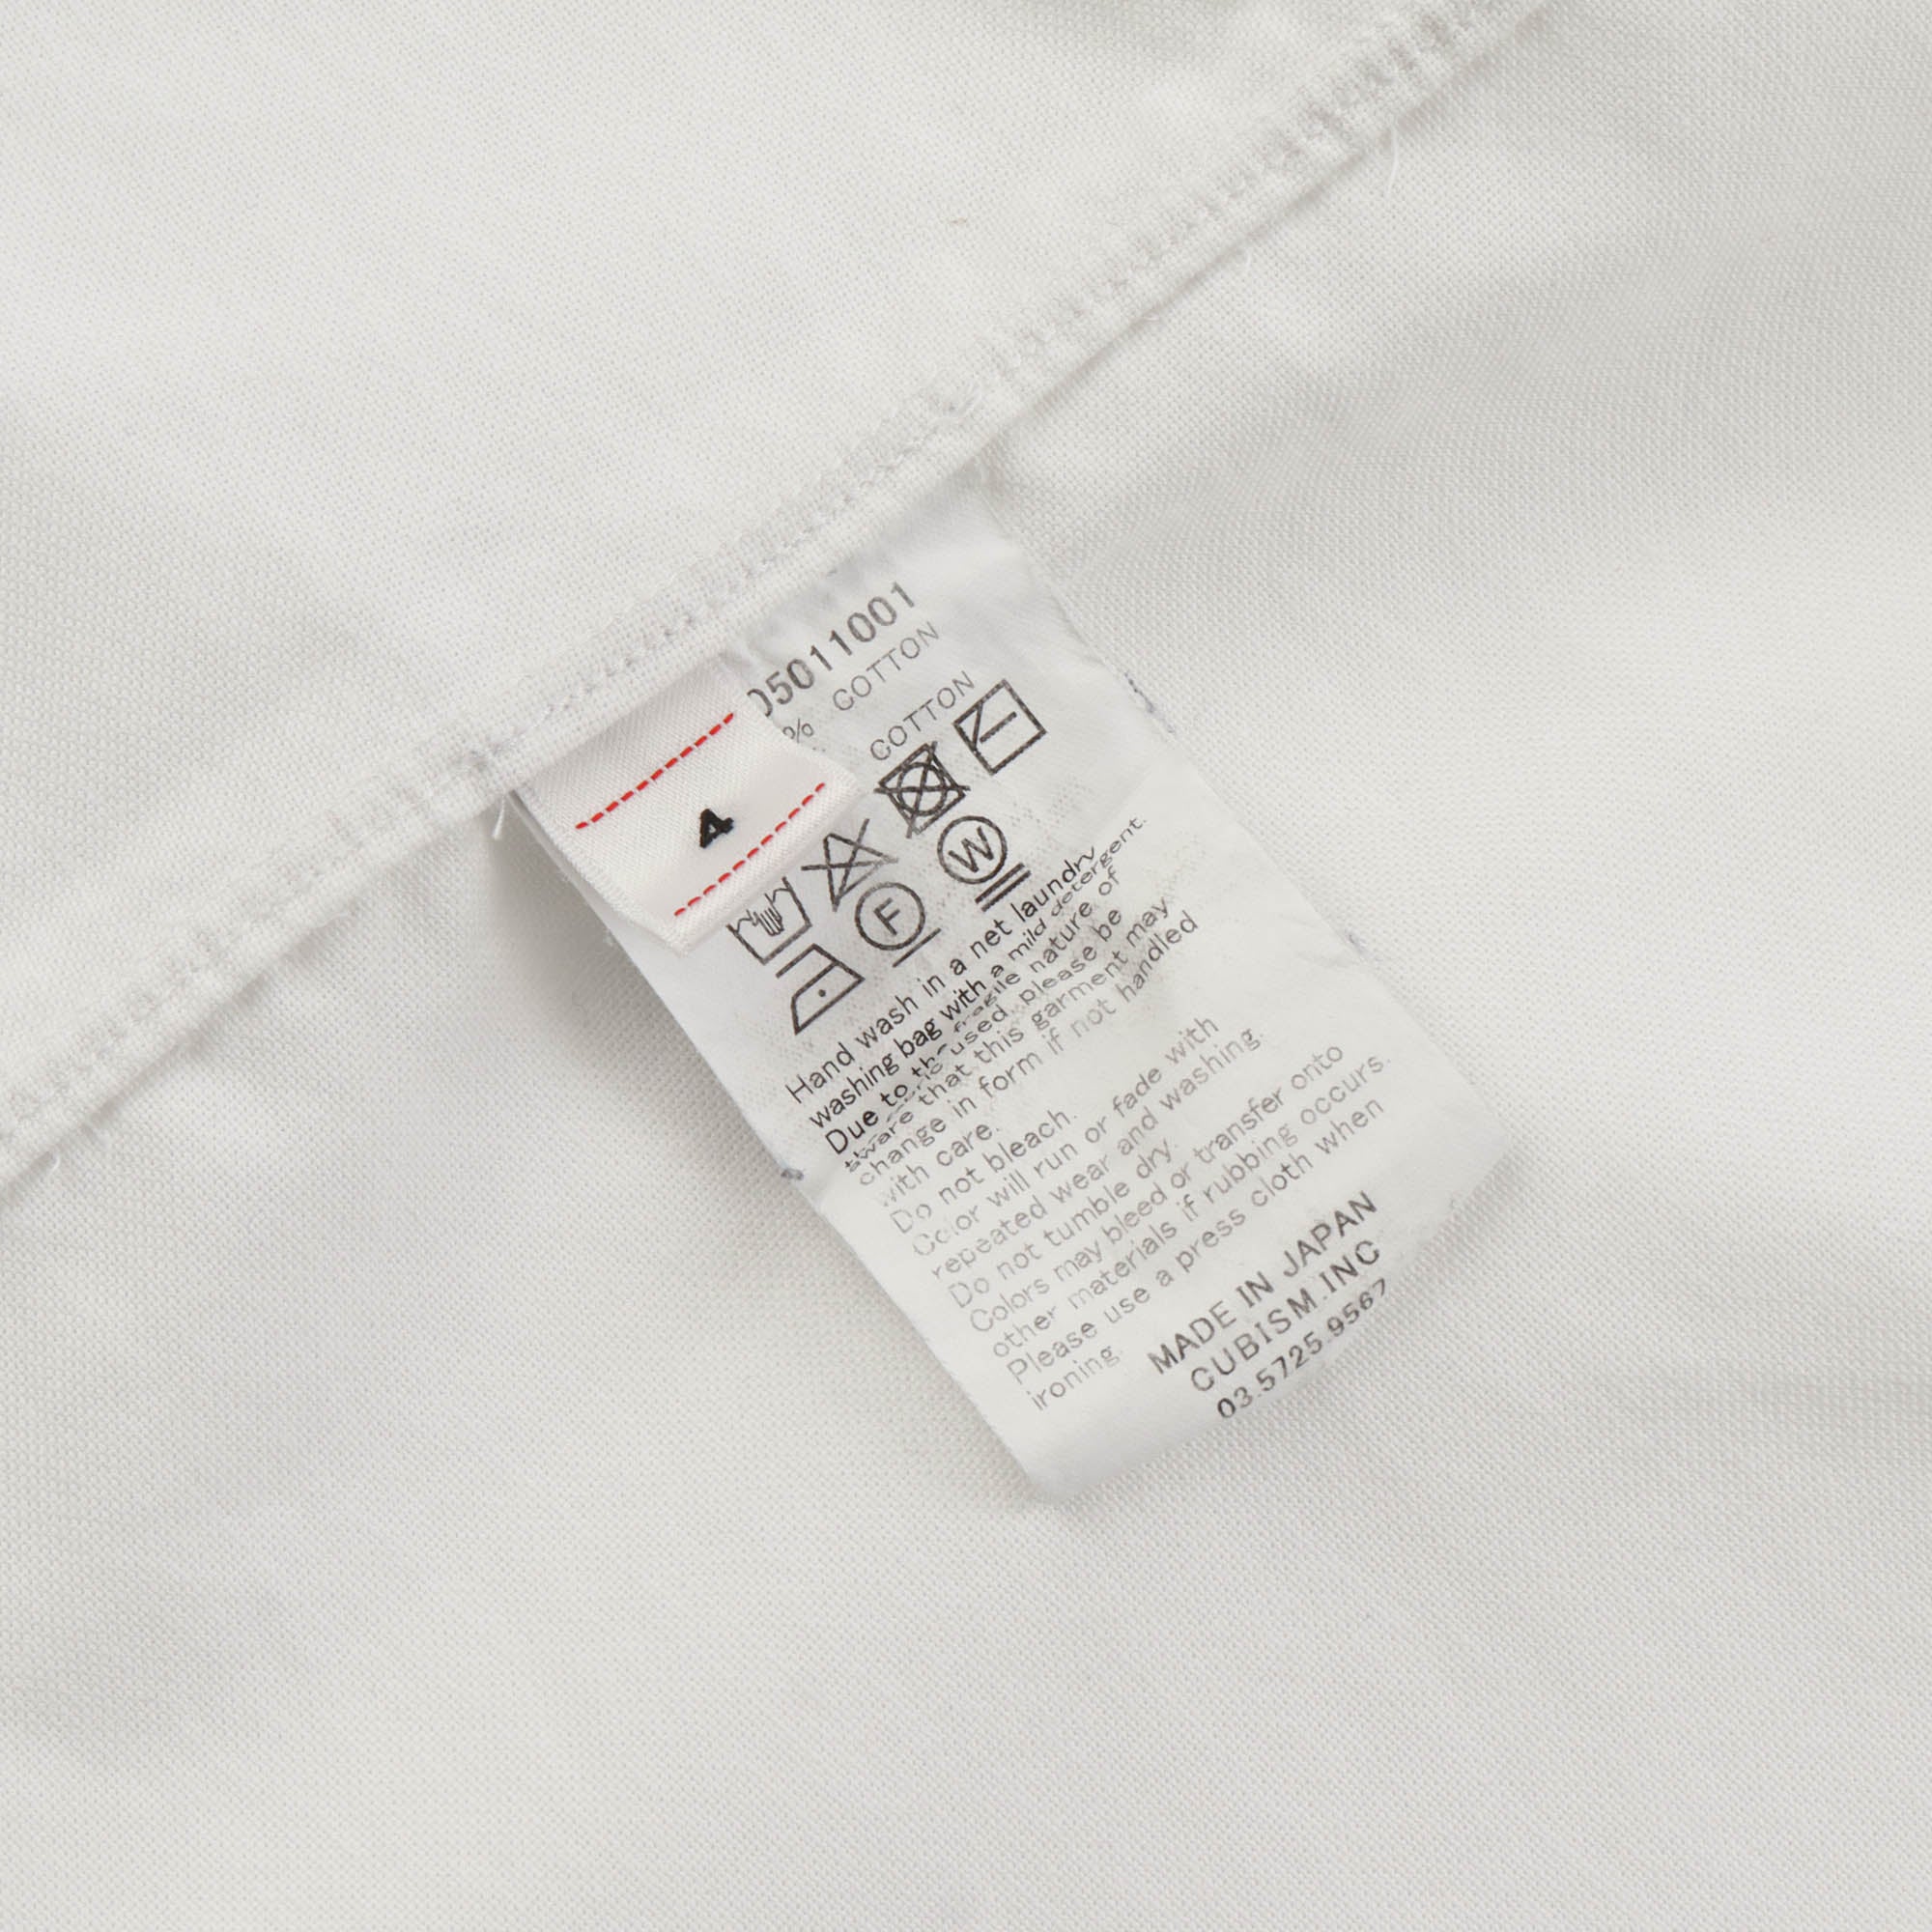 05011001
% COTTON
COTTON
4
F
W
Hand wash in a net laundry
washing bag with a mild detergent.
Due to the fragile nature of
used, please be
aware that this garment may
change in form if not handled
with care.
Do not bleach.
Color will run or fade with
repeated wear and washing.
Do not tumble dry.
Colors may bleed or transfer onto
other materials if rubbing occurs.
Please use a press cloth when
ironing.
MADE IN JAPAN
CUBISM.INC
03.5725.9567